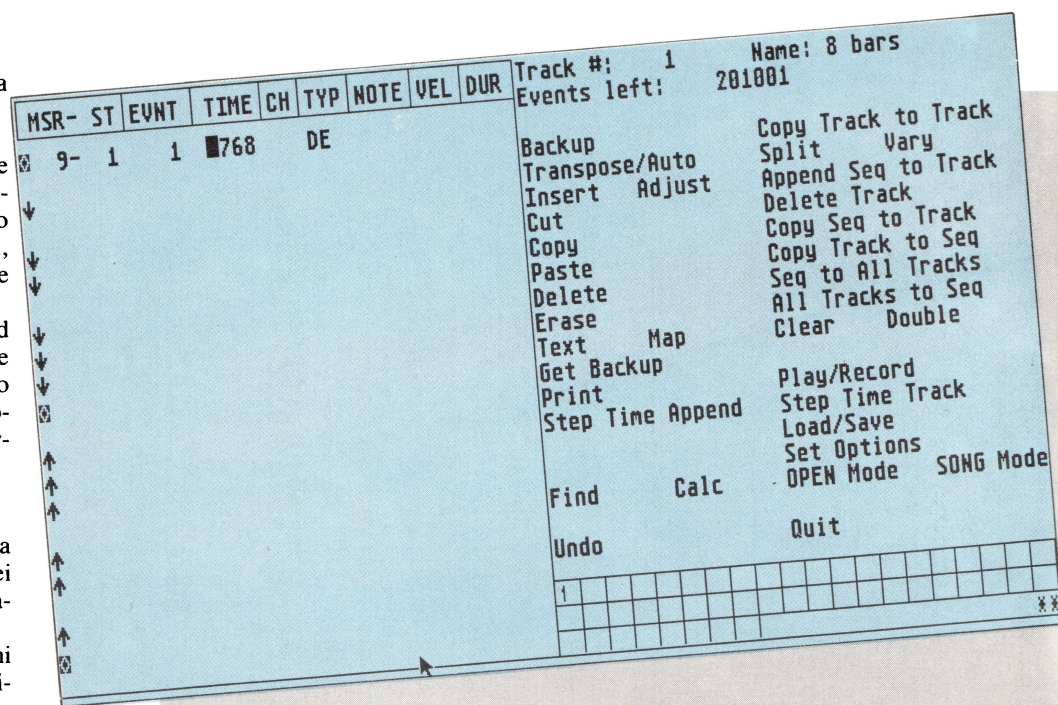 MSR- ST EVNT TIME CH TYP NOTE VEL DUR
9- 1 1 768 DE
Track #: 1 Name: 8 bars
Events left: 201001
Backup
Transpose/Auto
Insert Adjust
Cut
Copy
Paste
Delete
Erase
Text Map
Get Backup
Print
Step Time Append
Find Calc
Undo
Copy Track to Track
Split Vary
Append Seq to Track
Delete Track
Copy Seq to Track
Copy Track to Seq
Seq to All Tracks
All Tracks to Seq
Clear Double
Play/Record
Step Time Track
Load/Save
Set Options
OPEN Mode SONG Mode
Quit
1
**